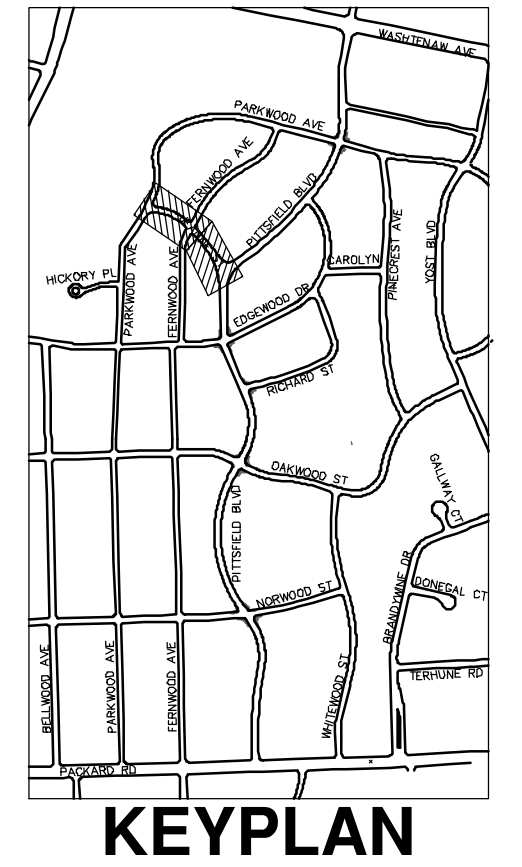 WASHTENAW AVE
PARKWOOD AVE
FERNWOOD AVE
PITTSFIELD BLVD
PINECREST AVE
YOST BLVD
CAROLYN
HICKORY PL
PARKWOOD AVE
FERNWOOD AVE
EDGEWOOD DR
RICHARD ST
OAKWOOD ST
GALLWAY CT
PITTSFIELD BLVD
BRANDYWINE DR
DONEGAL CT
NORWOOD ST
BELLWOOD AVE
PARKWOOD AVE
FERNWOOD AVE
WHITEWOOD ST
TERHUNE RD
PACKARD RD
KEYPLAN